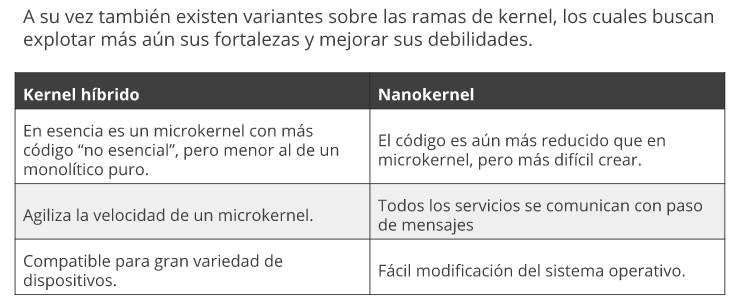 A su vez también existen variantes sobre las ramas de kernel, los cuales buscan
explotar más aún sus fortalezas y mejorar sus debilidades.
Kernel híbrido
Nanokernel
En esencia es un microkernel con más
código “no esencial”, pero menor al de un
monolítico puro.
El código es aún más reducido que en
microkernel, pero más difícil crear.
Agiliza la velocidad de un microkernel.
Todos los servicios se comunican con paso
de mensajes
Compatible para gran variedad de
dispositivos.
Fácil modificación del sistema operativo.